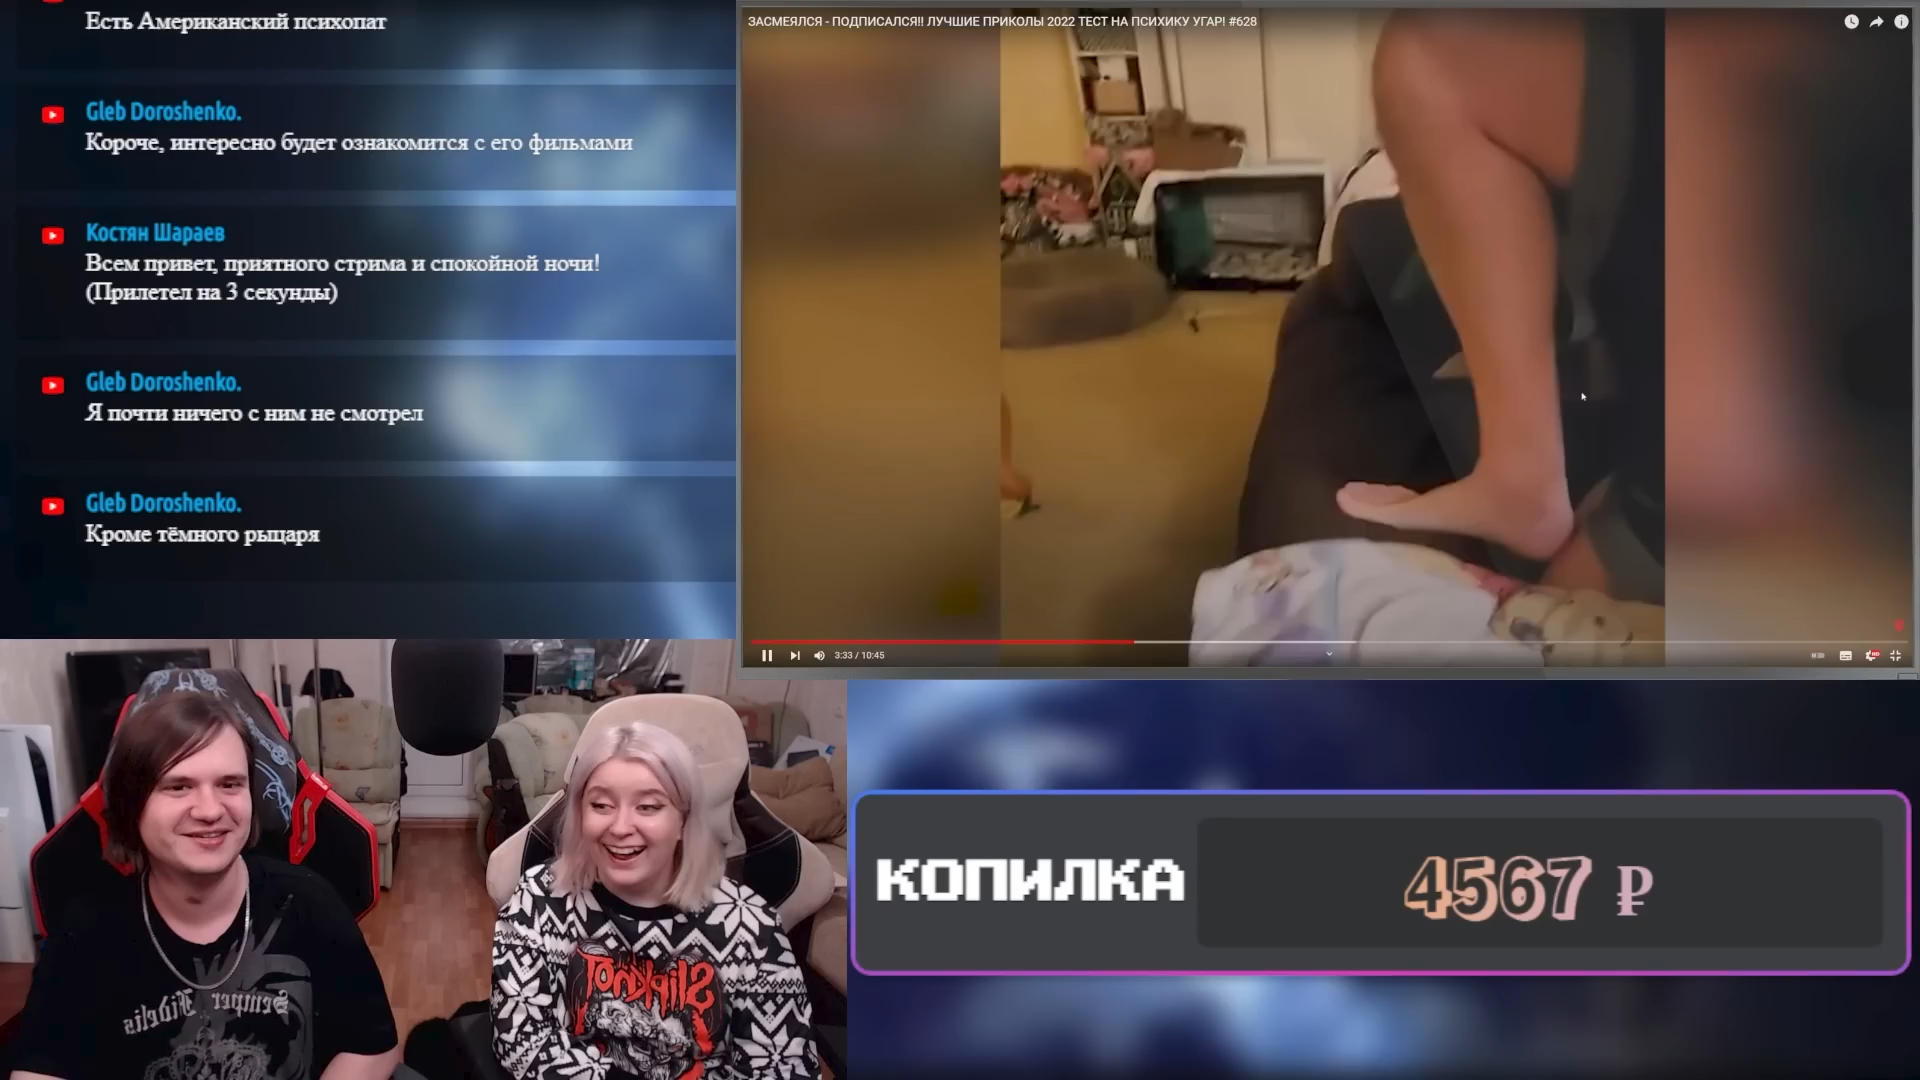 Есть Американский психопат
Gleb Doroshenko.
Короче, интересно будет ознакомится с его фильмами
Костян Шараев
Всем привет, приятного стрима и спокойной ночи!
(Прилетел на 3 секунды)
Gleb Doroshenko.
Я почти ничего с ним не смотрел
Gleb Doroshenko.
Кроме тёмного рыцаря
ЗАСМЕЯЛСЯ - ПОДПИСАЛСЯ!! ЛУЧШИЕ ПРИКОЛЫ 2022 ТЕСТ НА ПСИХИКУ УГАР! #628
3:33 / 10:45
HD
Semper Fidelis
SLIPKNOT
КОПИЛКА
4567 ₽